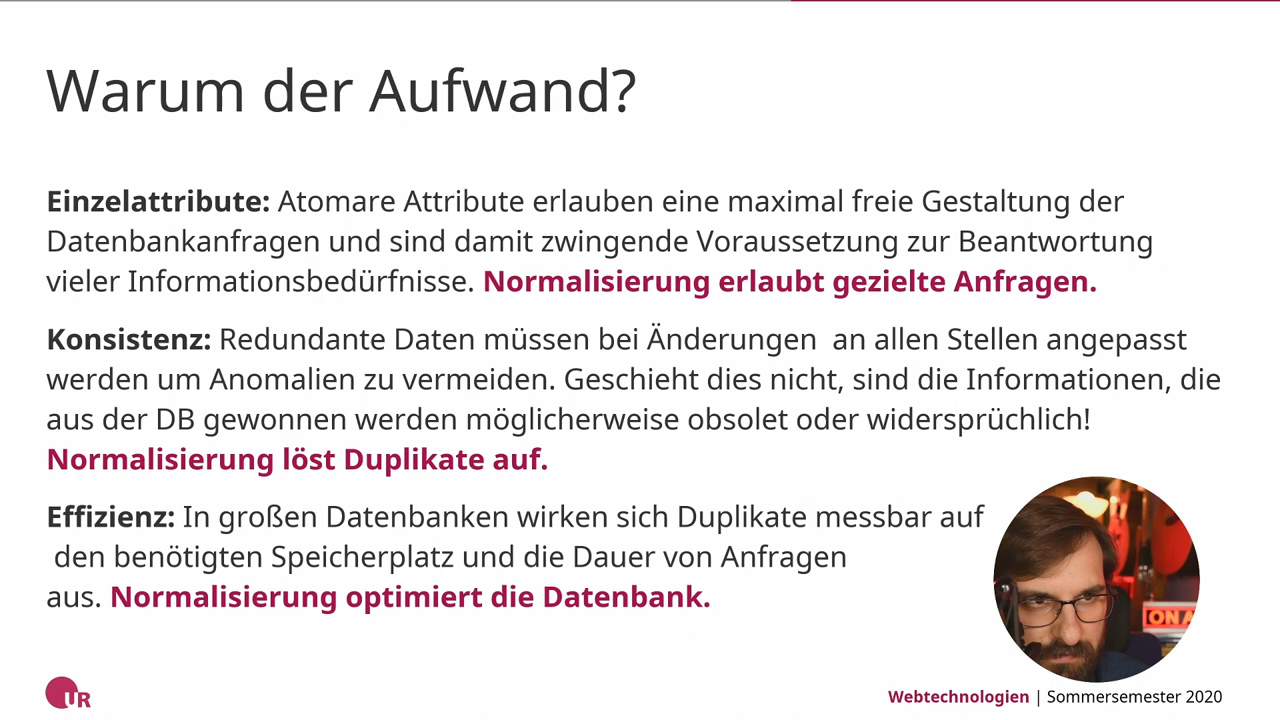 Warum der Aufwand?
Einzelattribute: Atomare Attribute erlauben eine maximal freie Gestaltung der
Datenbankanfragen und sind damit zwingende Voraussetzung zur Beantwortung
vieler Informationsbedürfnisse. Normalisierung erlaubt gezielte Anfragen.
Konsistenz: Redundante Daten müssen bei Änderungen  an allen Stellen angepasst
werden um Anomalien zu vermeiden. Geschieht dies nicht, sind die Informationen, die
aus der DB gewonnen werden möglicherweise obsolet oder widersprüchlich!
Normalisierung löst Duplikate auf.
Effizienz: In großen Datenbanken wirken sich Duplikate messbar auf
den benötigten Speicherplatz und die Dauer von Anfragen
aus. Normalisierung optimiert die Datenbank.
ON A
UR
Webtechnologien | Sommersemester 2020